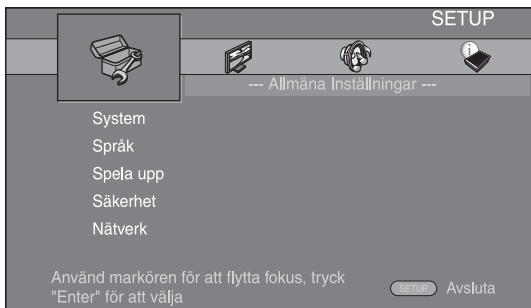 SETUP
--- Allmäna Inställningar ---
System
Språk
Spela upp
Säkerhet
Nätverk
Använd markören för att flytta fokus, tryck
"Enter" för att välja
SETUP Avsluta